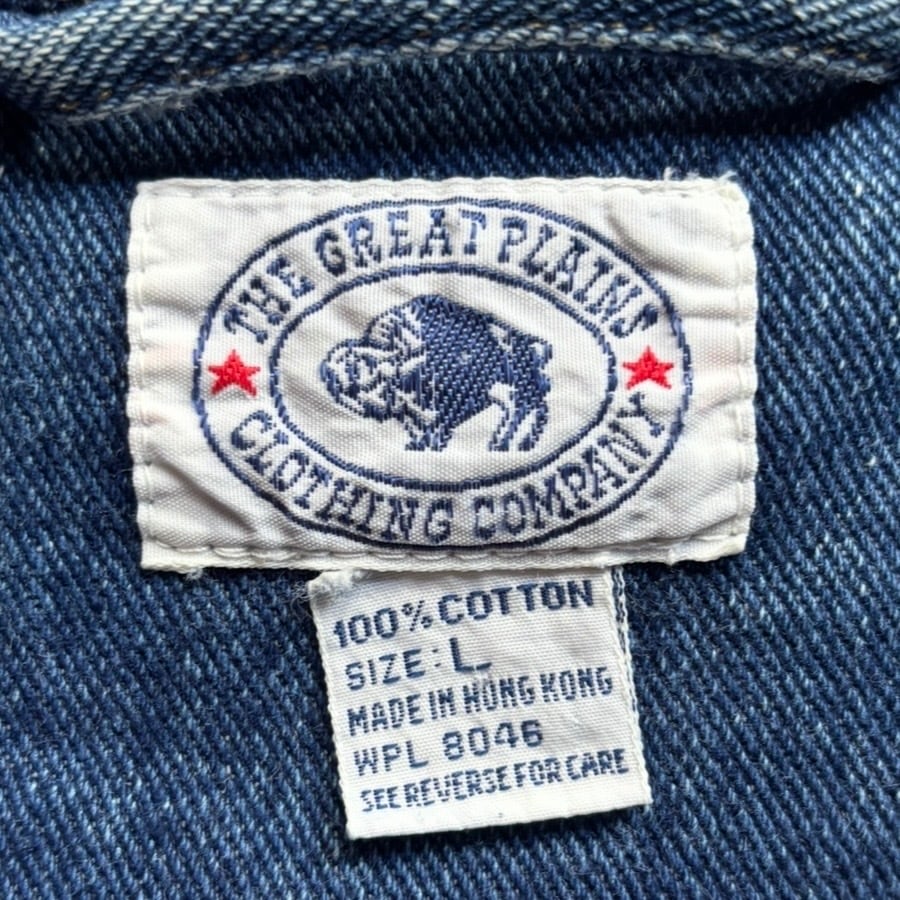 THE GREAT PLAINS
CLOTHING COMPANY
100% COTTON
SIZE: L
MADE IN HONG KONG
WPL 8046
SEE REVERSE FOR CARE